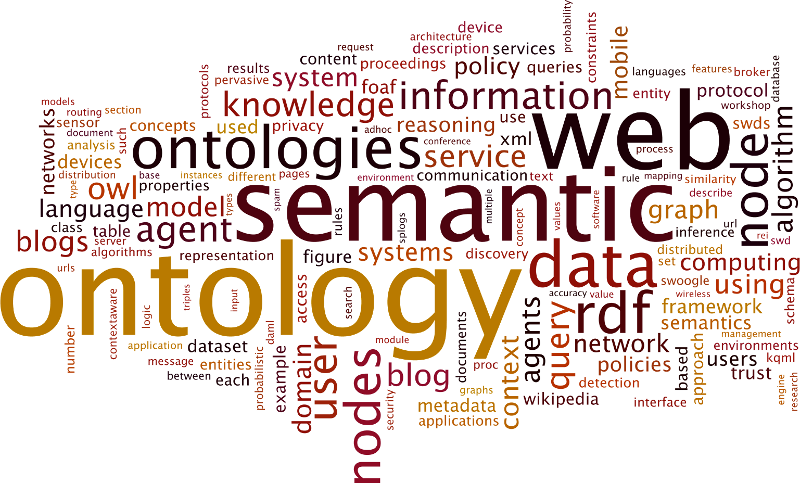 device
architecture
request
content
description services
probability
constraints
mobile
results
pervasive
system
foaf
proceedings
policy queries
languages
features
broker
database
protocols
knowledge
information
entity
protocol
workshop
models
routing section
sensor
document
analysis
networks
such
concepts
used
privacy
adhoc
reasoning
conference
use
xml
web
process
swds
node
algorithm
devices
distribution
base
instances
different
pages
ontologies
service
environment
communication
text
rule
mapping
similarity
type
owl
properties
types
spam
semantic
multiple
values
software
describe
graph
inference
url
rei
swd
language
model
class
table
agent
rules
splogs
concept
blogs
server
algorithms
representation
figure
systems
discovery
data
distributed
set
computing
urls
ontology
swoogle
using
schema
accuracy
value
wireless
rdf
framework
semantics
number
contextaware
logic
triples
input
access
search
agents
query
network
management
environments
application
dataset
daml
module
documents
message
entities
between
each
probabilistic
example
domain
user
nodes
security
blog
proc
graphs
metadata
applications
context
wikipedia
detection
policies
interface
based
approach
users
trust
kqml
engine
research